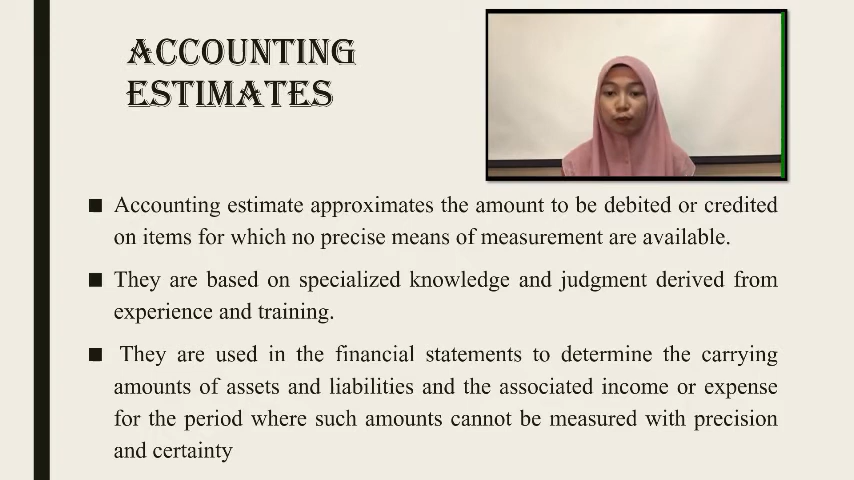 ACCOUNTING
ESTIMATES
■ Accounting estimate approximates the amount to be debited or credited
on items for which no precise means of measurement are available.
■ They are based on specialized knowledge and judgment derived from
experience and training.
■ They are used in the financial statements to determine the carrying
amounts of assets and liabilities and the associated income or expense
for the period where such amounts cannot be measured with precision
and certainty